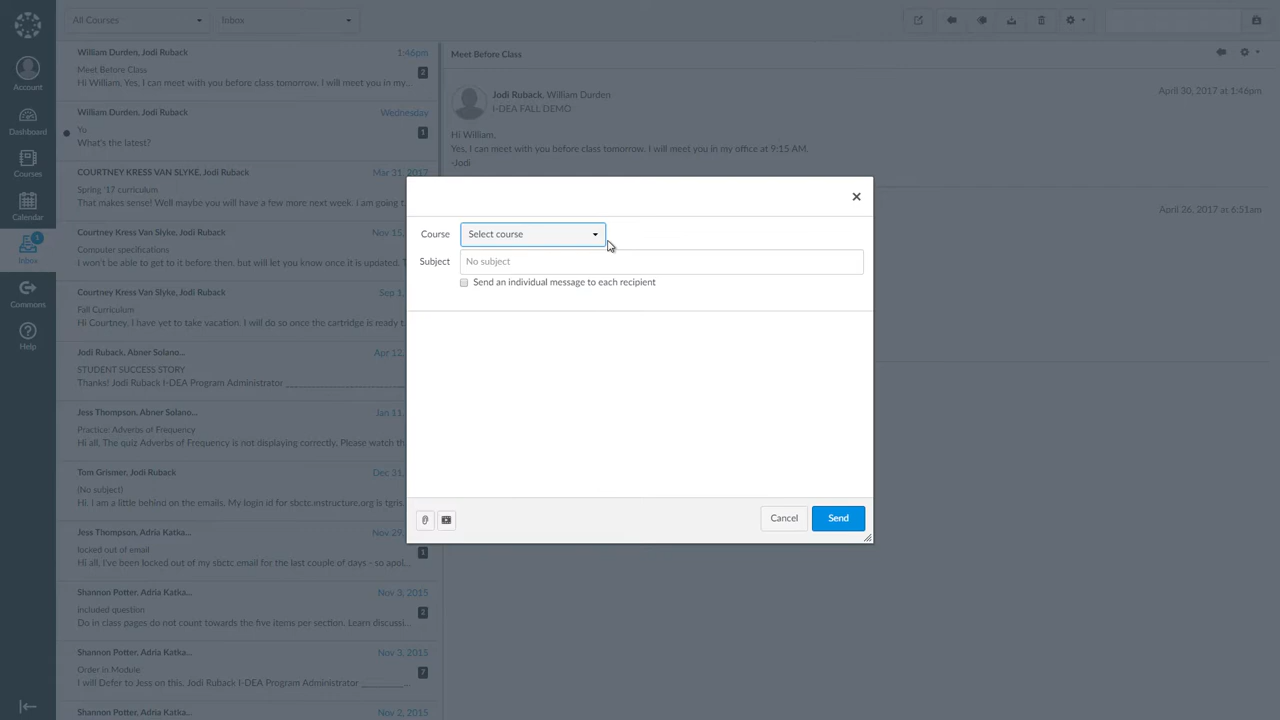 All Courses
Inbox
Account
Dashboard
Courses
Calendar
1
Inbox
Commons
Help
William Durden, Jodi Ruback 1:46pm
Meet Before Class 2
Hi William, Yes, I can meet with you before class tomorrow. I will meet you in my...
William Durden, Jodi Ruback Wednesday
Yu 1
What's the latest?
COURTNEY KRESS VAN SLYKE, Jodi Ruback Mar 31, 2017
Spring '17 curriculum
That makes sense! Well maybe you will have a few more next week. I am going t...
Courtney Kress Van Slyke, Jodi Ruback Nov 15,
Computer specifications
I won't be able to get to it before then, but will let you know once it is updated. T
Courtney Kress Van Slyke, Jodi Ruback Sep 1,
Fall Curriculum
Hi Courtney, I have yet to take vacation. I will do so once the cartridge is ready t
Jodi Ruback, Abner Solano... Apr 12,
STUDENT SUCCESS STORY
Thanks! Jodi Ruback I-DEA Program Administrator
Jess Thompson, Abner Solano... Jan 11,
Practice: Adverbs of Frequency
Hi all, The quiz Adverbs of Frequency is not displaying correctly. Please watch th
Tom Grismer, Jodi Ruback Dec 31,
(No subject)
Hi, I am a little behind on the emails. My login id for sbctc.instructure.org is tgris
Jess Thompson, Adria Katka... Nov 29,
locked out of email 1
Hi all, I've been locked out of my sbctc email for the last couple of days - so apol...
Shannon Potter, Adria Katka... Nov 3, 2015
included question 2
Do in class pages do not count towards the five items per section. Learn discussi...
Shannon Potter, Adria Katka... Nov 3, 2015
Order in Module 7
I will Defer to Jess on this. Jodi Ruback I-DEA Program Administrator
Shannon Potter, Adria Katka... Nov 2, 2015
Meet Before Class
Jodi Ruback, William Durden April 30, 2017 at 1:46pm
I-DEA FALL DEMO
Hi William,
Yes, I can meet with you before class tomorrow. I will meet you in my office at 9:15 AM.
-Jodi
April 26, 2017 at 6:51am
Course Select course
Subject No subject
Send an individual message to each recipient
Cancel Send